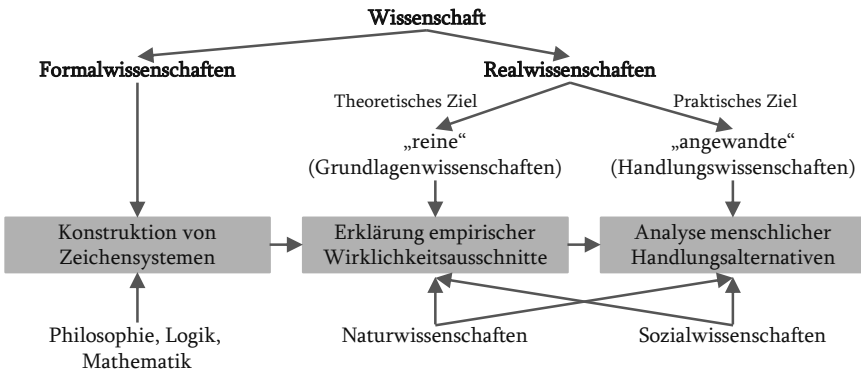 Wissenschaft
Formalwissenschaften
Realwissenschaften
Theoretisches Ziel
Praktisches Ziel
„reine“
(Grundlagenwissenschaften)
„angewandte“
(Handlungswissenschaften)
Konstruktion von
Zeichensystemen
Erklärung empirischer
Wirklichkeitsausschnitte
Analyse menschlicher
Handlungsalternativen
Philosophie, Logik,
Mathematik
Naturwissenschaften
Sozialwissenschaften